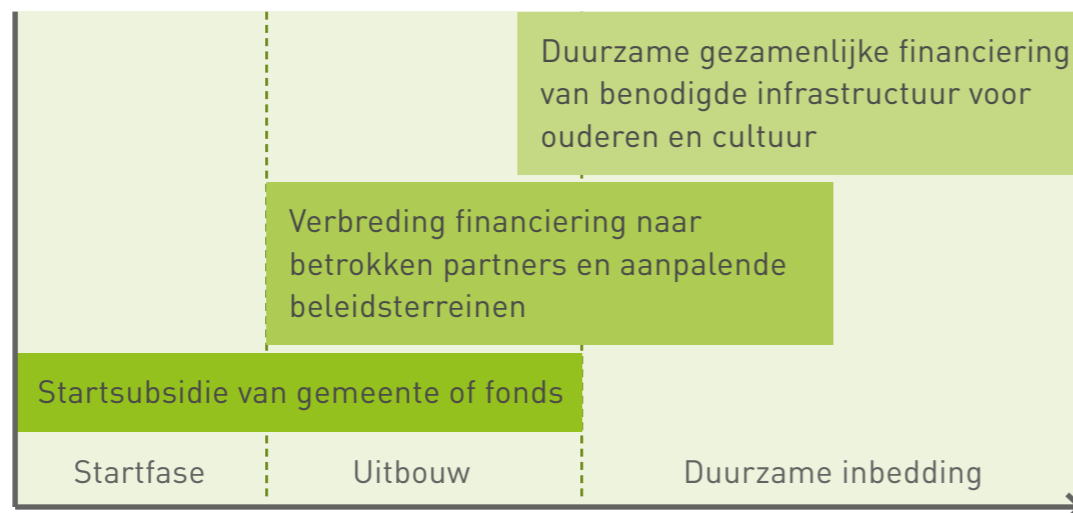 Duurzame gezamenlijke financiering
van benodigde infrastructuur voor
ouderen en cultuur
Verbreding financiering naar
betrokken partners en aanpalende
beleidsterreinen
Startsubsidie van gemeente of fonds
Startfase
Uitbouw
Duurzame inbedding